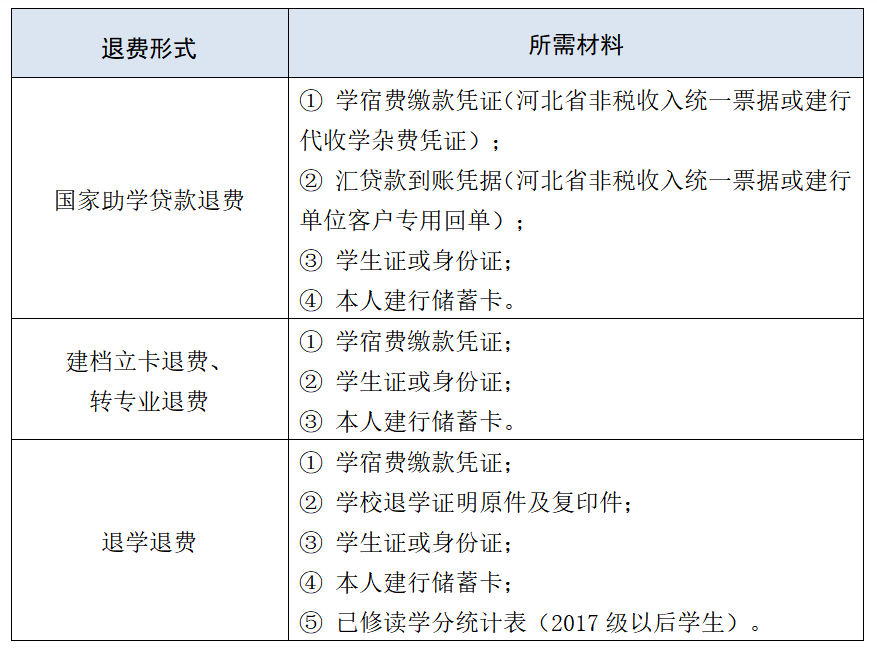 退费形式
所需材料
国家助学贷款退费
① 学宿费缴款凭证（河北省非税收入统一票据或建行
代收学杂费凭证）；
② 汇贷款到账凭据（河北省非税收入统一票据或建行
单位客户专用回单）；
③ 学生证或身份证；
④ 本人建行储蓄卡。
建档立卡退费、
转专业退费
① 学宿费缴款凭证；
② 学生证或身份证；
③ 本人建行储蓄卡。
退学退费
① 学宿费缴款凭证；
② 学校退学证明原件及复印件；
③ 学生证或身份证；
④ 本人建行储蓄卡；
⑤ 已修读学分统计表（2017 级以后学生）。